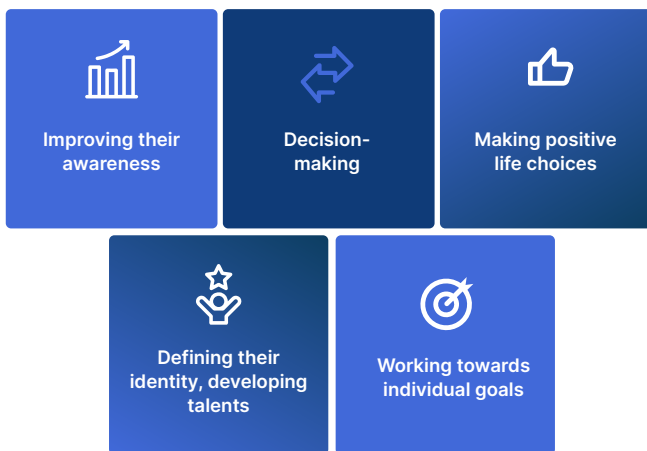 Improving their
awareness
Decision-
making
Making positive
life choices
Defining their
identity, developing
talents
Working towards
individual goals